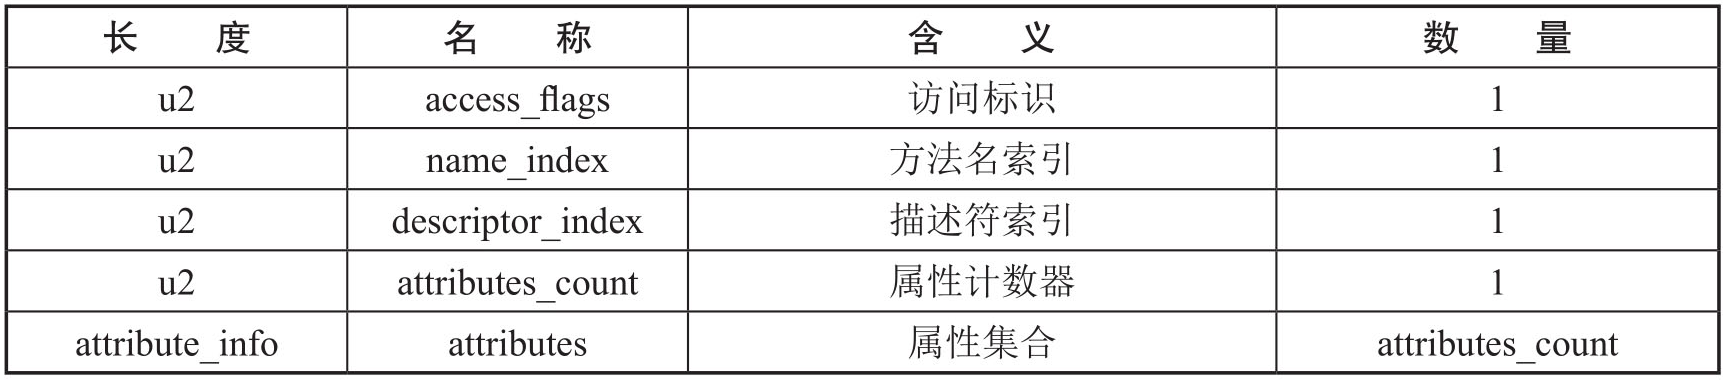 长 度 名 称 含 义 数 量
u2 access_flags 访问标识 1
u2 name_index 方法名索引 1
u2 descriptor_index 描述符索引 1
u2 attributes_count 属性计数器 1
attribute_info attributes 属性集合 attributes_count